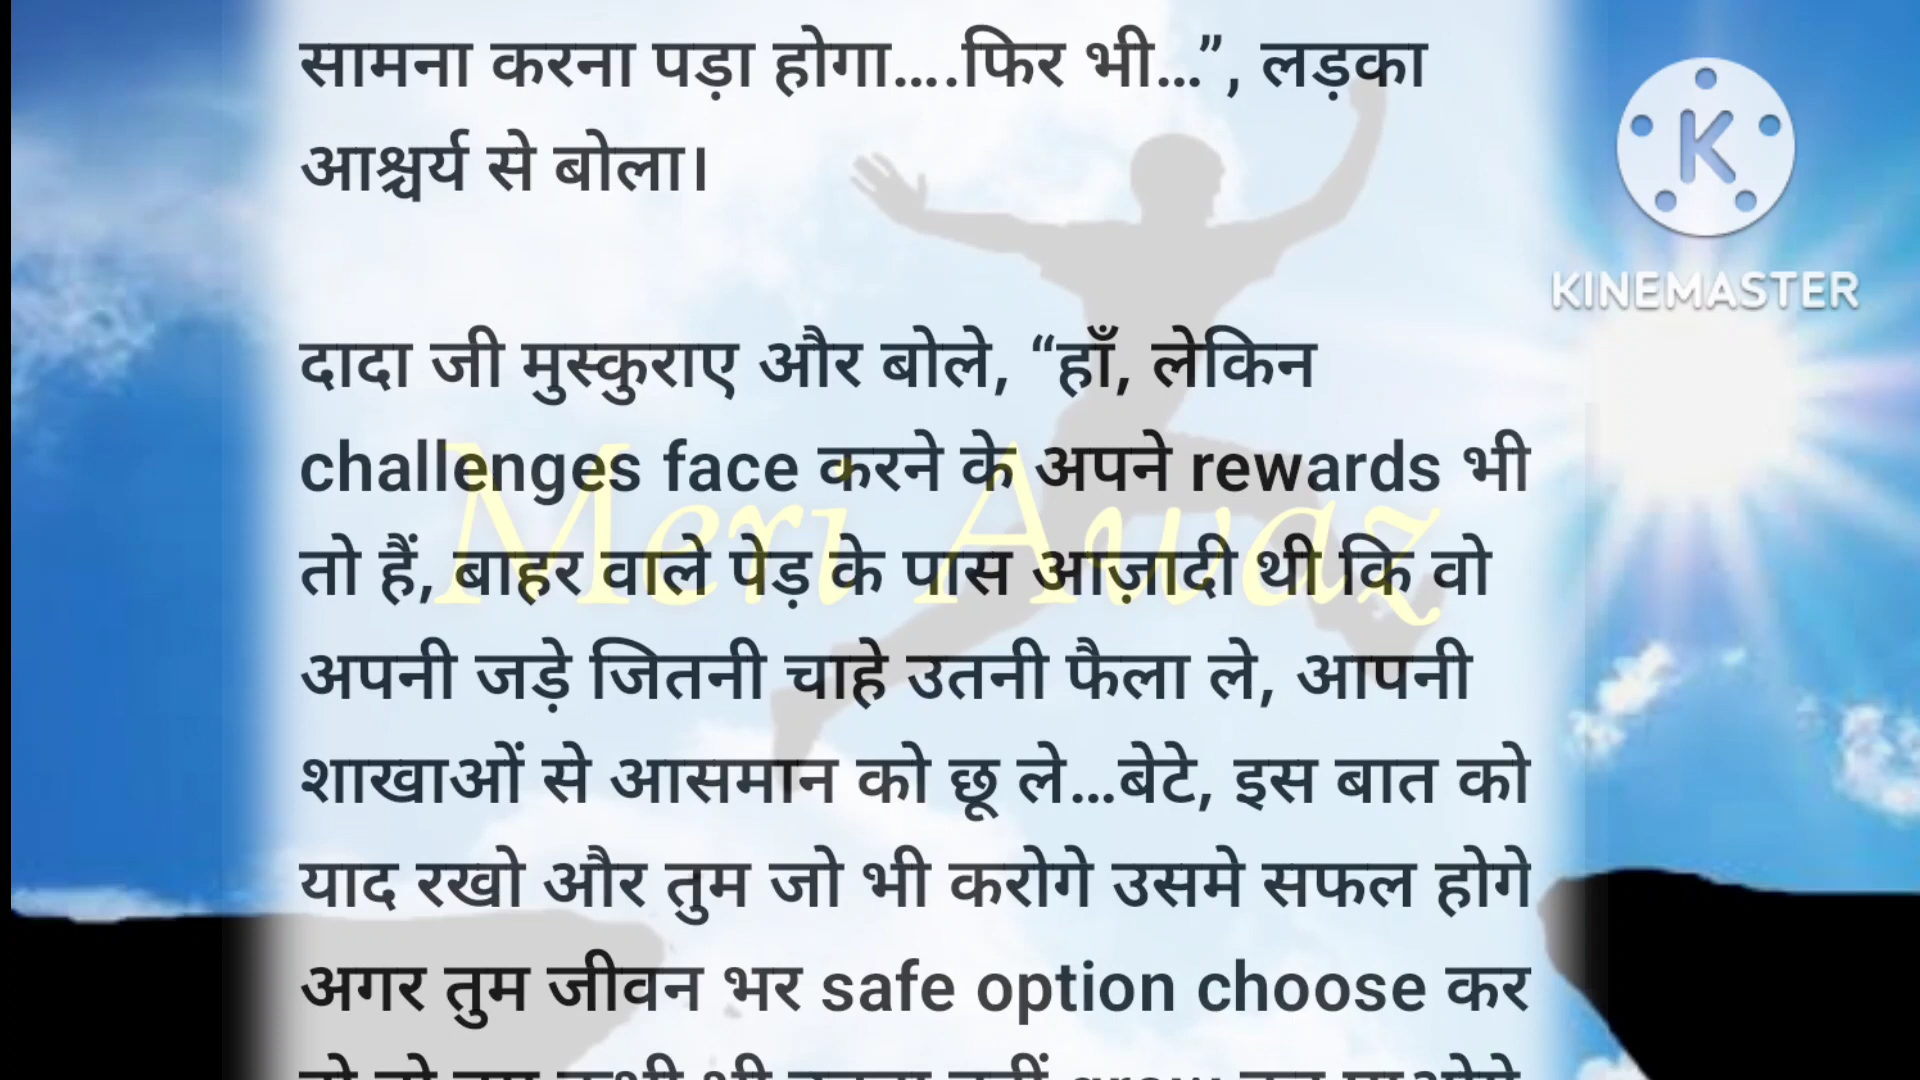 सामना करना पड़ा होगा….फिर भी…”, लड़का
आश्चर्य से बोला।
KINEMASTER
दादा जी मुस्कुराए और बोले, “हाँ, लेकिन
challenges face करने के अपने rewards भी
Meri Awaz
तो हैं, बाहर वाले पेड़ के पास आज़ादी थी कि वो
अपनी जड़े जितनी चाहे उतनी फैला ले, आपनी
शाखाओं से आसमान को छू ले…बेटे, इस बात को
याद रखो और तुम जो भी करोगे उसमे सफल होगे
अगर तुम जीवन भर safe option choose कर